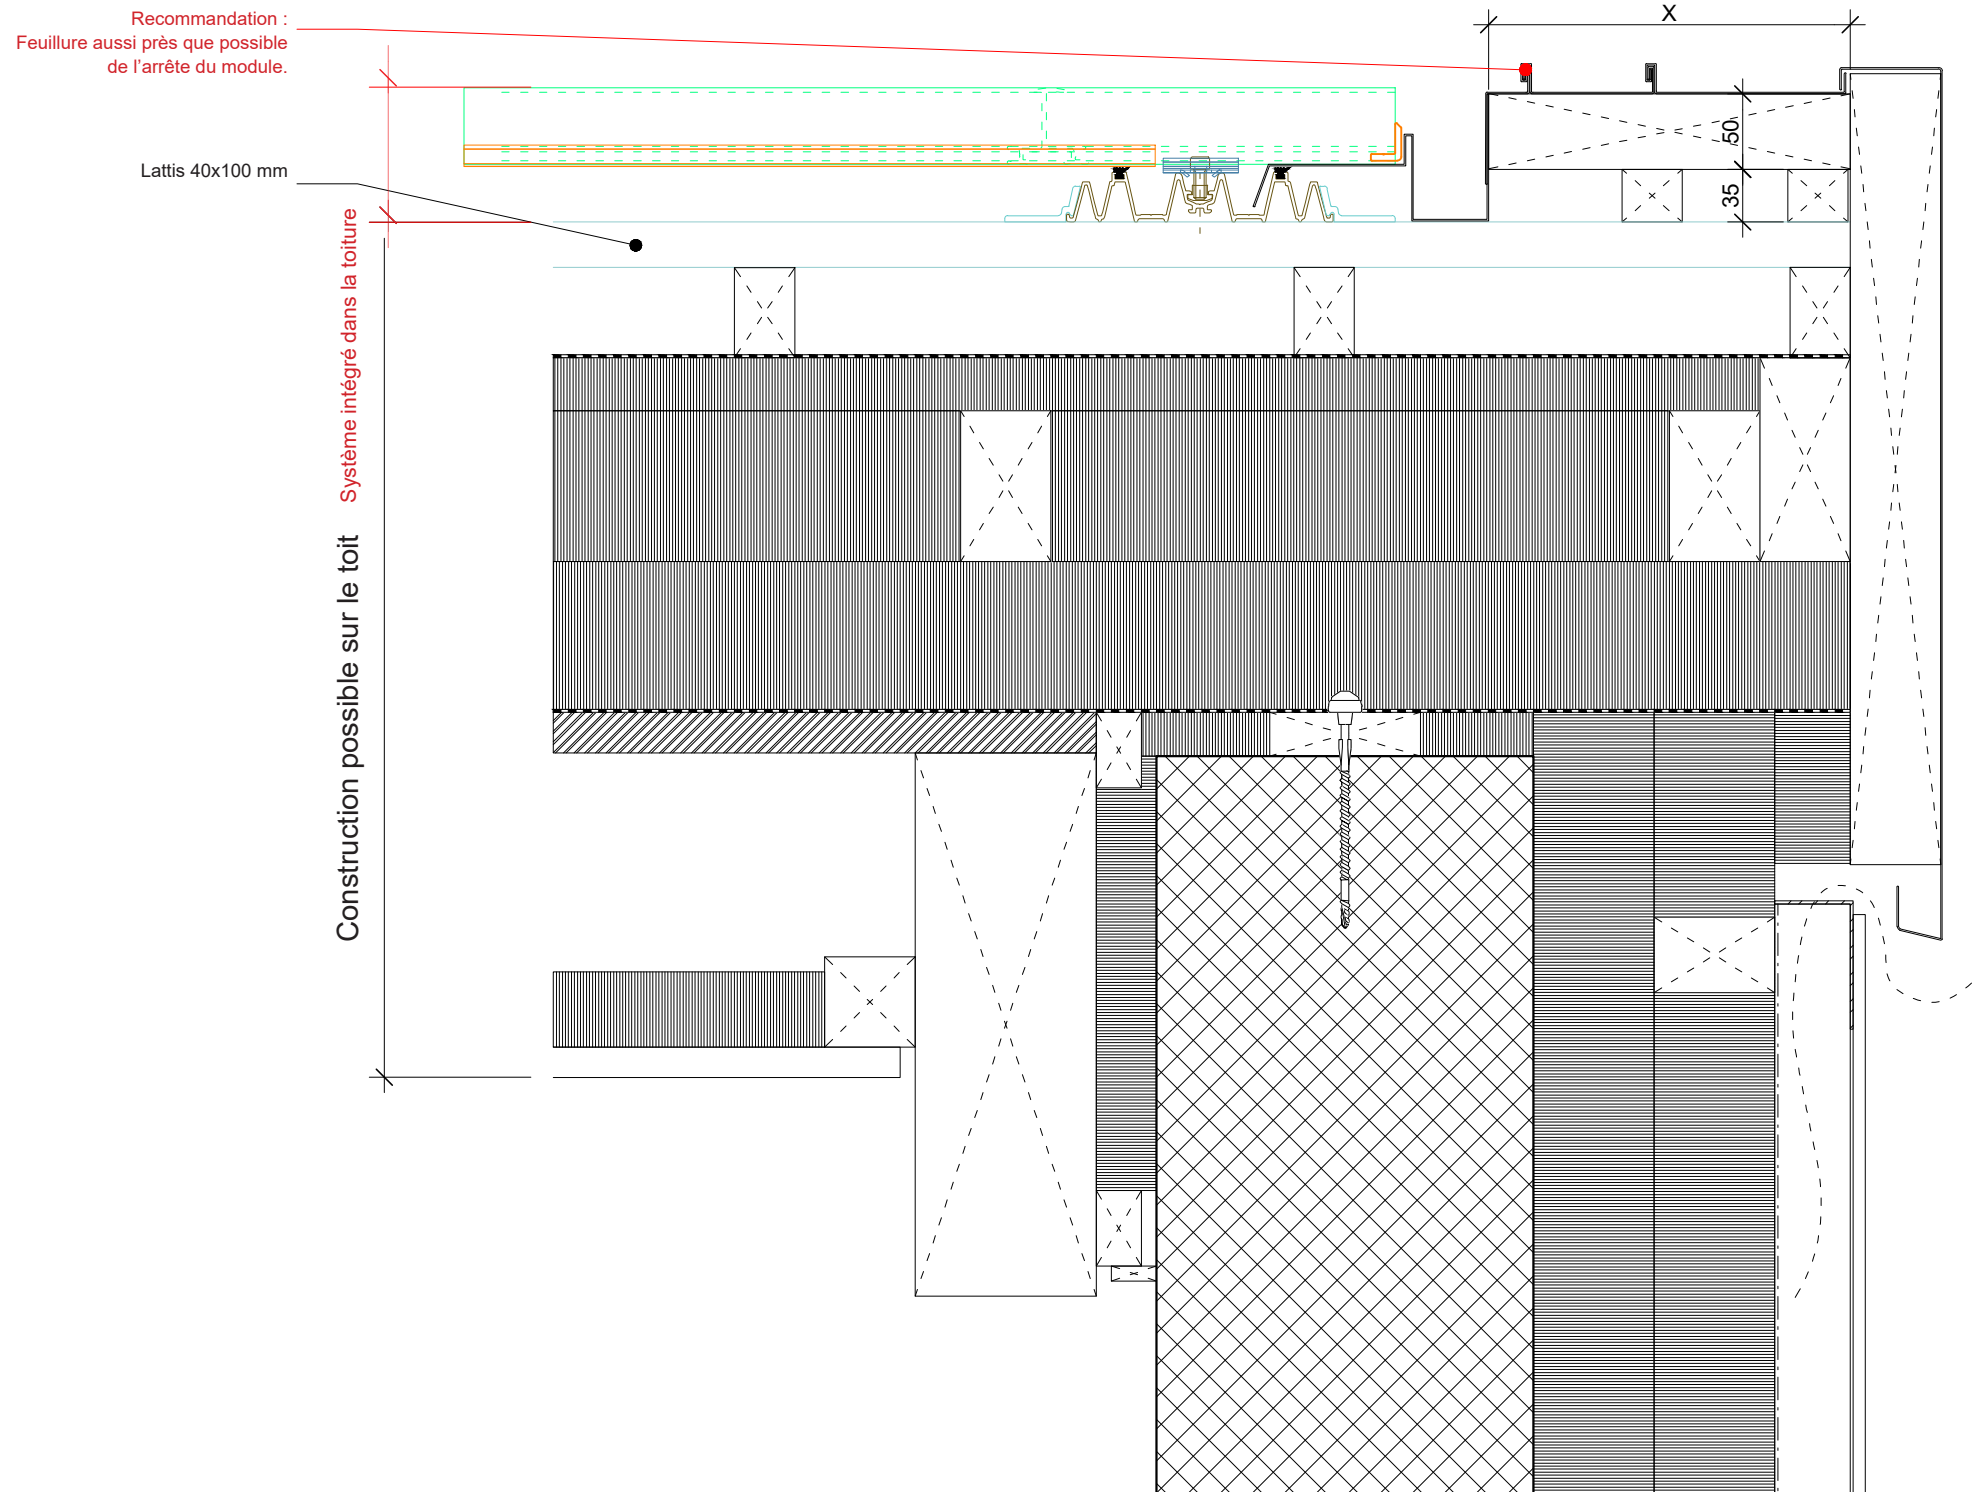 Recommandation :
Feuillure aussi près que possible
de l'arrête du module.
X
50
35
Lattis 40x100 mm
Système intégré dans la toiture
Construction possible sur le toit